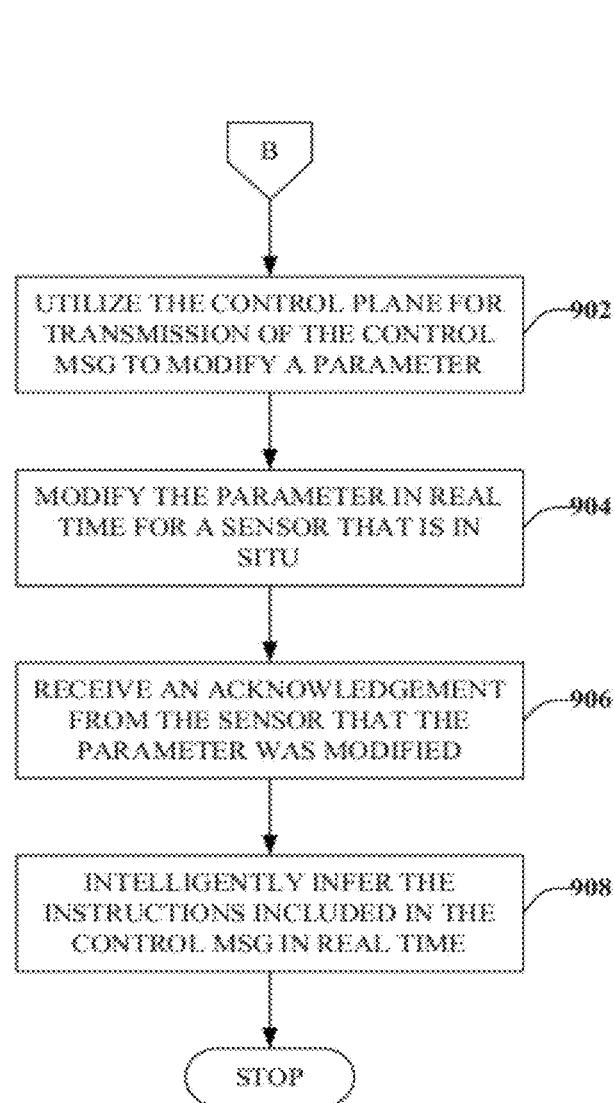 B
UTILIZE THE CONTROL PLANE FOR
TRANSMISSION OF THE CONTROL
MSG TO MODIFY A PARAMETER
902
MODIFY THE PARAMETER IN REAL
TIME FOR A SENSOR THAT IS IN
SITU
904
RECEIVE AN ACKNOWLEDGEMENT
FROM THE SENSOR THAT THE
PARAMETER WAS MODIFIED
906
INTELLIGENTLY INFER THE
INSTRUCTIONS INCLUDED IN THE
CONTROL MSG IN REAL TIME
908
STOP